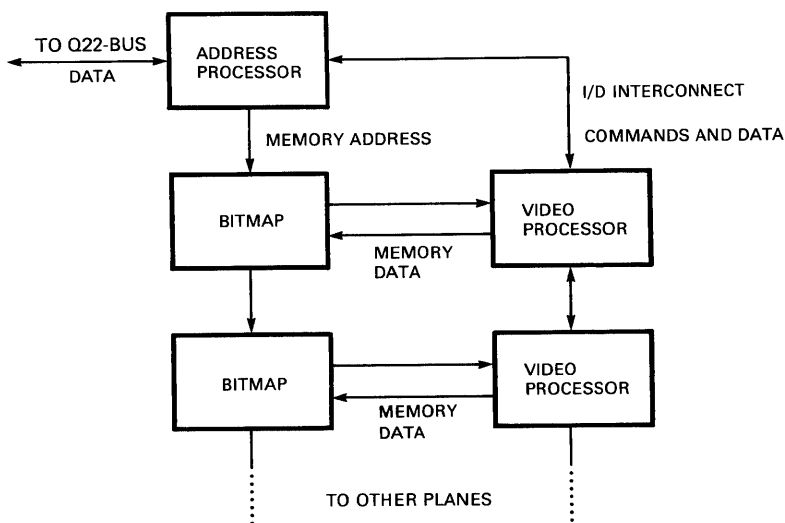 TO Q22-BUS
DATA
ADDRESS
PROCESSOR
I/D INTERCONNECT
COMMANDS AND DATA
MEMORY ADDRESS
BITMAP
VIDEO
PROCESSOR
MEMORY
DATA
BITMAP
VIDEO
PROCESSOR
MEMORY
DATA
TO OTHER PLANES